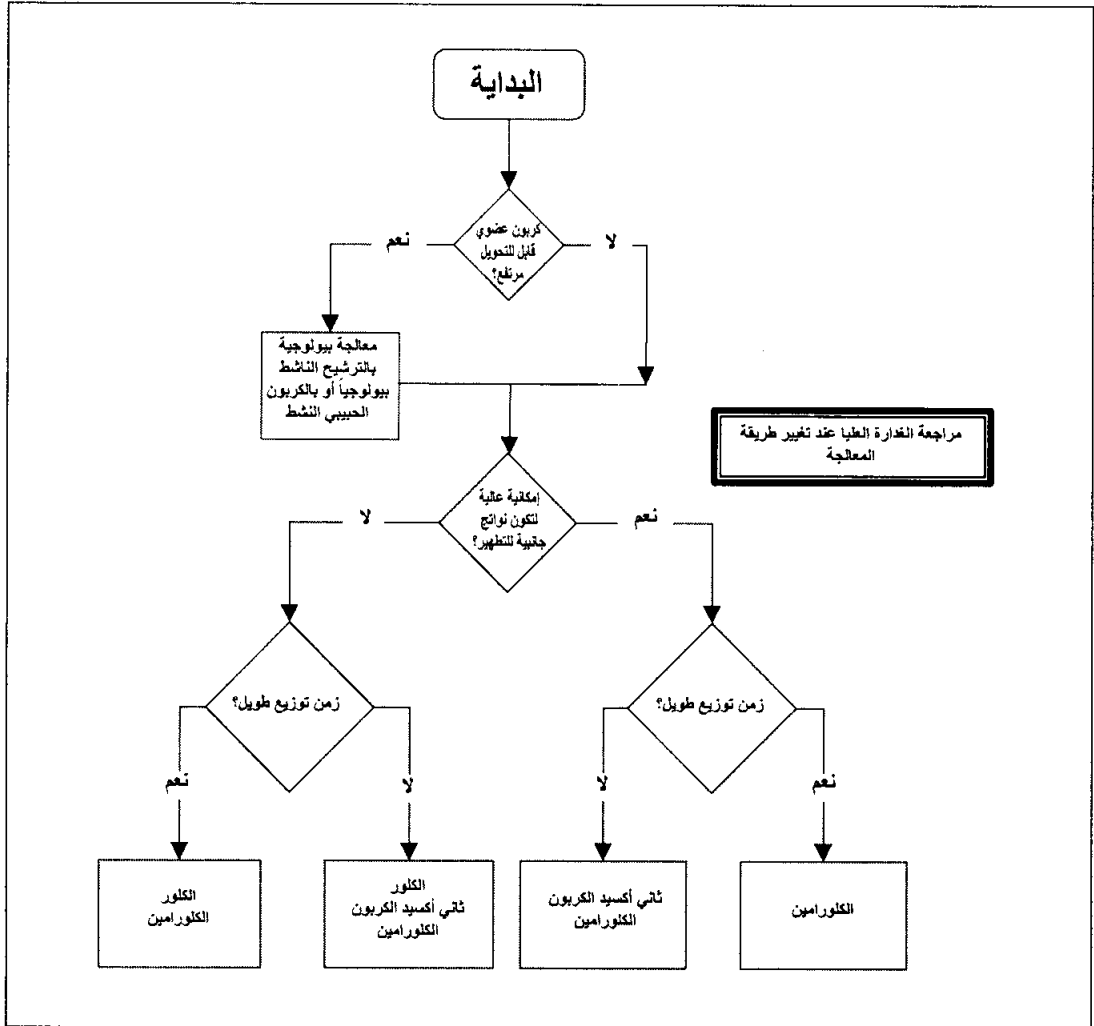 البداية
كربون عضوي
قابل للتحويل
مرتفع؟
نعم
لا
معالجة بيولوجية
بالترشيح الناشط
بيولوجياً أو بالكربون
الحبيبي النشط
مراجعة الغدارة العليا عند تغيير طريقة
المعالجة
إمكانية عالية
لتكون نواتج
جانبية للتطهير؟
نعم
لا
زمن توزيع طويل؟
زمن توزيع طويل؟
نعم
لا
لا
نعم
الكلورامين
ثاني أكسيد الكربون
الكلورامين
الكلور
ثاني أكسيد الكربون
الكلورامين
الكلور
الكلورامين